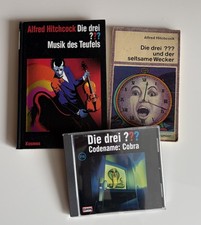 Alfred Hitchcock Die drei ???
Musik des Teufels
Alfred Hitchcock
Die drei ???
und der
seltsame Wecker
Die drei ???
Codename: Cobra